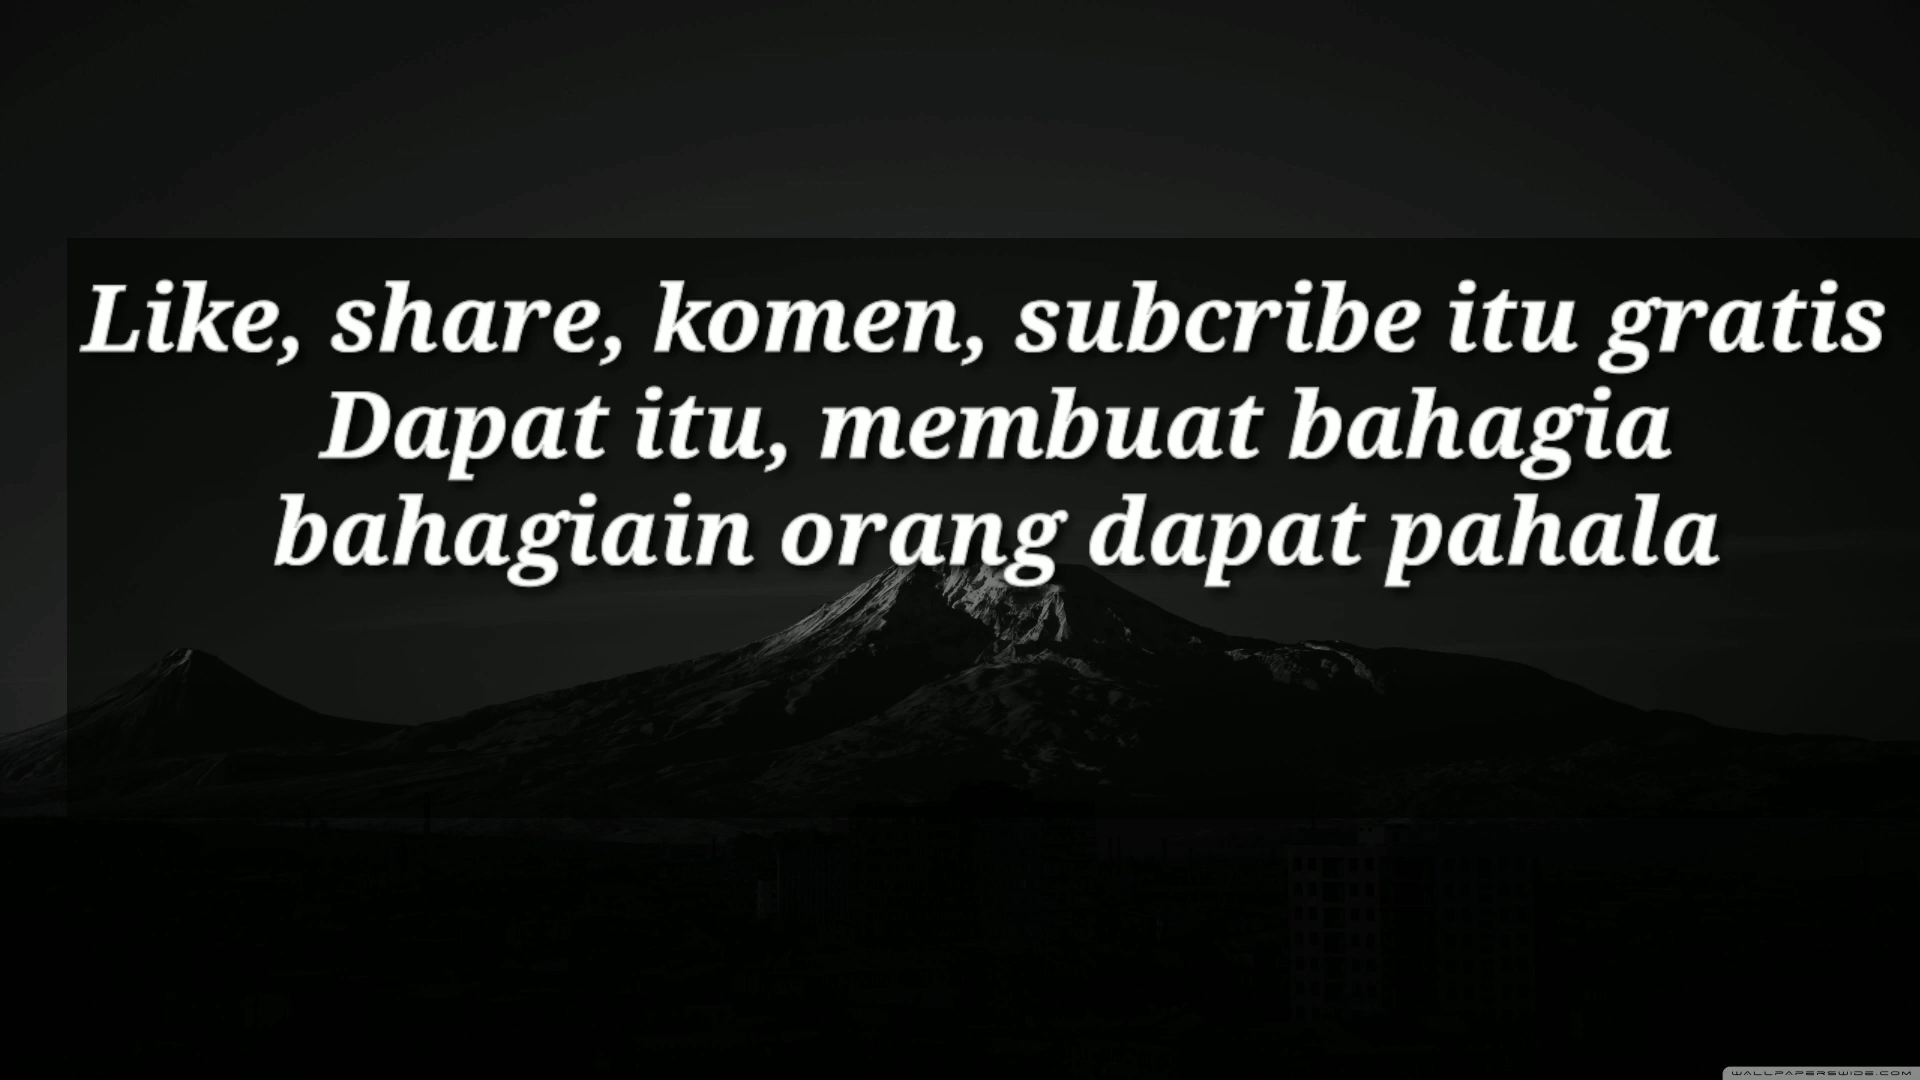 Like, share, komen, subcribe itu gratis
Dapat itu, membuat bahagia
bahagiain orang dapat pahala
WALLPAPERSWIDE.COM